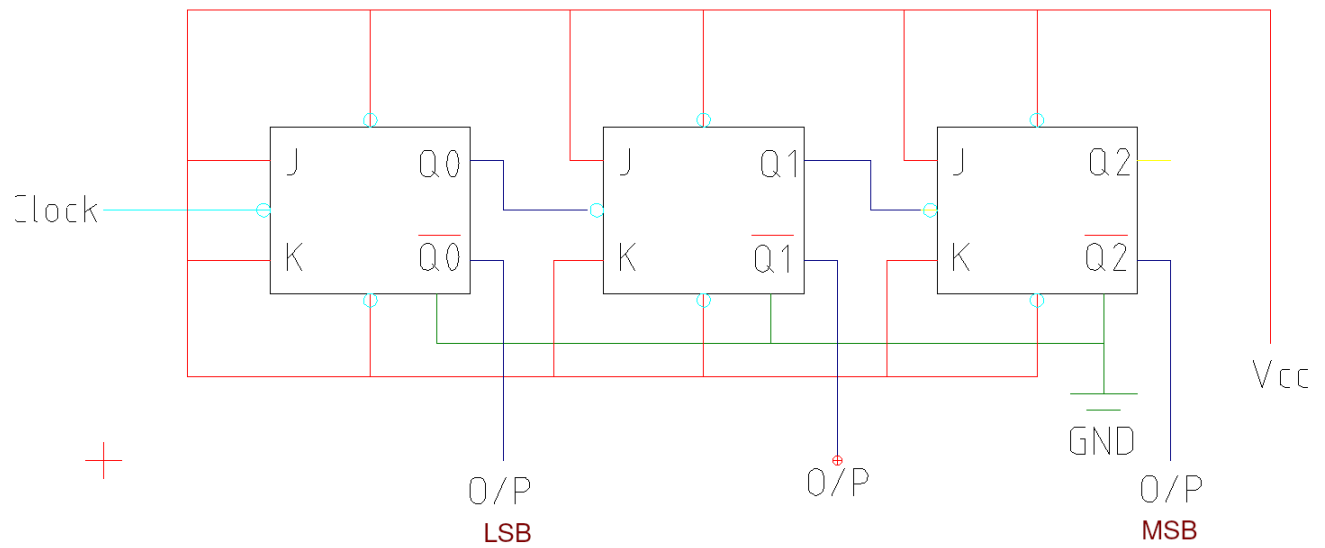 J Q0 J Q1 J Q2
Clock
K Q0 K Q1 K Q2
Vcc
GND
O/P O/P O/P
LSB MSB